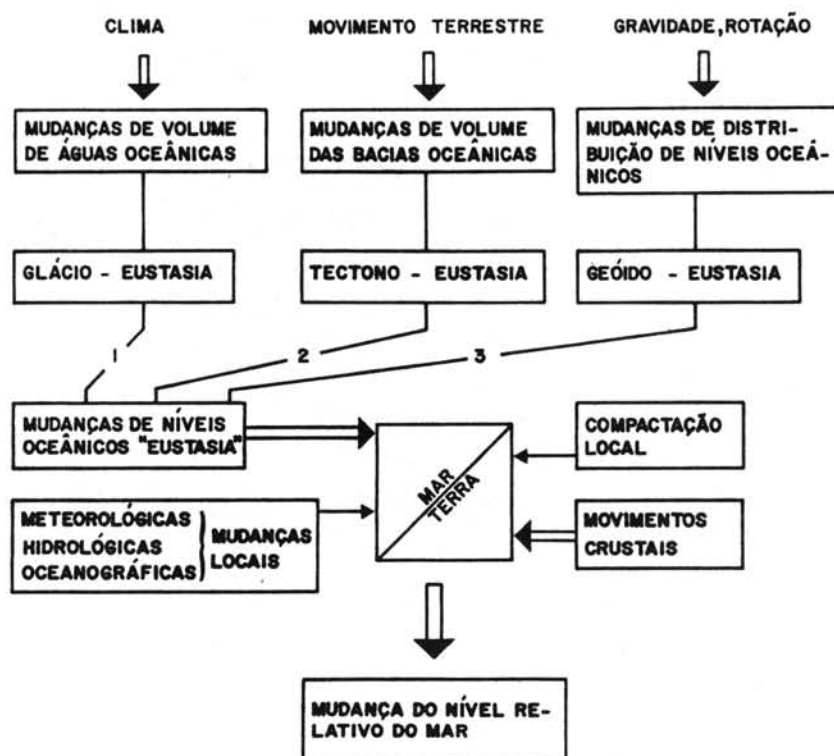 CLIMA
MOVIMENTO TERRESTRE
GRAVIDADE, ROTAÇÃO
MUDANÇAS DE VOLUME
DE ÁGUAS OCEÂNICAS
MUDANÇAS DE VOLUME
DAS BACIAS OCEÂNICAS
MUDANÇAS DE DISTRI-
BUIÇÃO DE NÍVEIS OCEÂ-
NICOS
GLÁCIO - EUSTASIA
TECTONO - EUSTASIA
GEÓIDO - EUSTASIA
1
2
3
MUDANÇAS DE NÍVEIS
OCEÂNICOS "EUSTASIA"
MAR
TERRA
COMPACTAÇÃO
LOCAL
METEOROLÓGICAS
HIDROLÓGICAS
OCEANOGRÁFICAS
MUDANÇAS
LOCAIS
MOVIMENTOS
CRUSTAIS
MUDANÇA DO NÍVEL RE-
LATIVO DO MAR